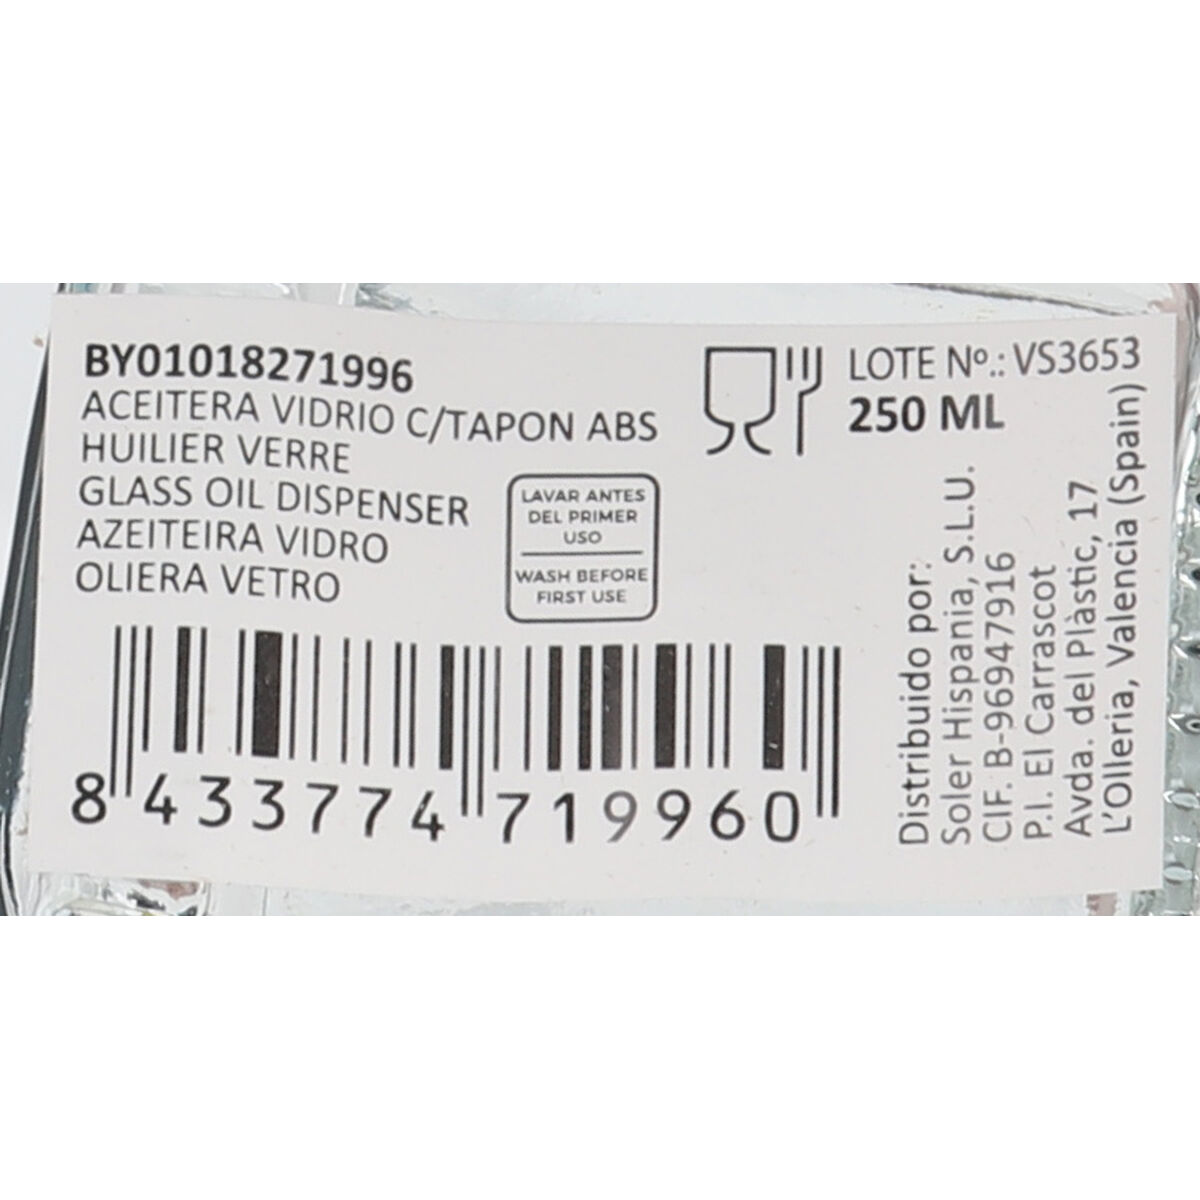 BY01018271996
ACEITERA VIDRIO C/TAPON ABS
HUILIER VERRE
GLASS OIL DISPENSER
AZEITEIRA VIDRO
OLIERA VETRO
LAVAR ANTES
DEL PRIMER
USO
WASH BEFORE
FIRST USE
LOTE Nº.: VS3653
250 ML
8 433774 719960
Distribuido por:
Soler Hispania, S.L.U.
CIF. B-96947916
P.I. El Carrascot
Avda. del Plàstic, 17
L'Olleria, Valencia (Spain)